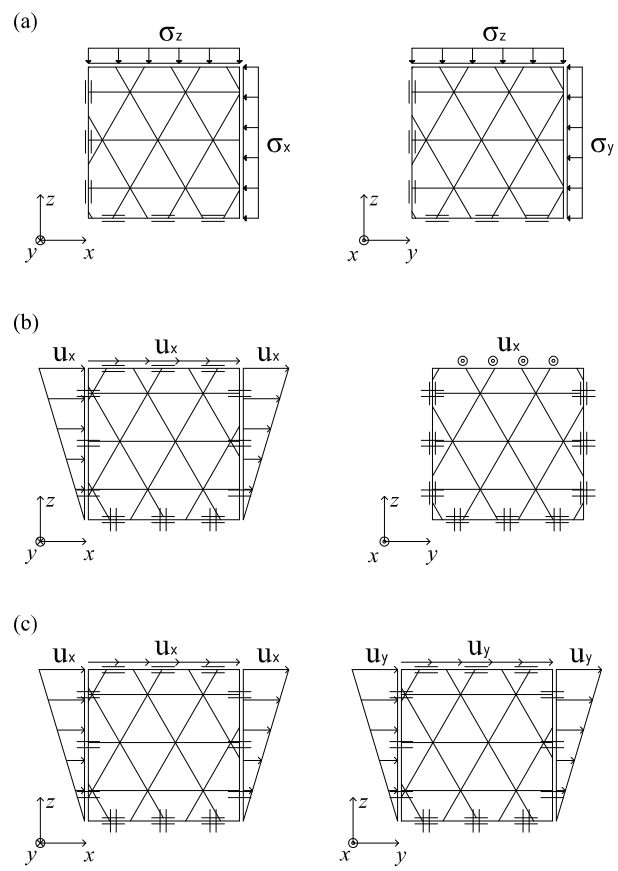 (a)
σz σz
σx σy
z z
y x x y
(b)
ux ux ux ux
z z
y x x y
(c)
ux ux ux uy uy uy
z z
y x x y